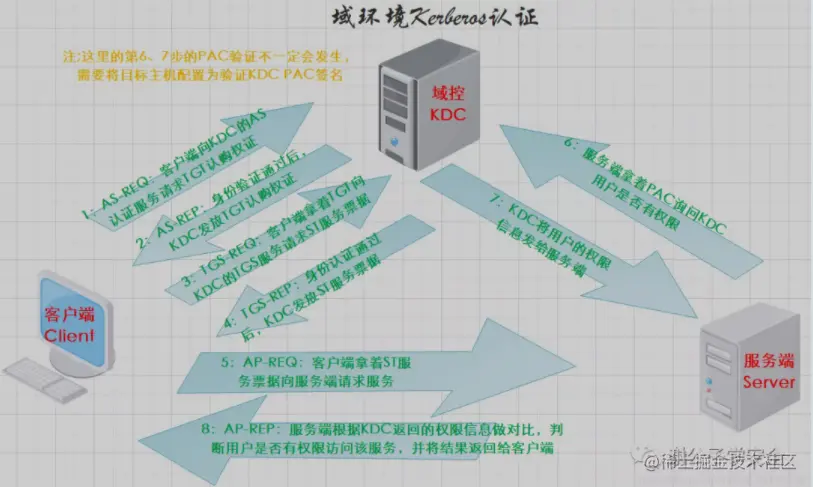 域环境Kerberos认证
注:这里的第6、7步的PAC验证不一定会发生,
需要将目标主机配置为验证KDC PAC签名
域控
KDC
1:AS-REQ:客户端向KDC的AS
认证服务请求TGT认购权证
2:AS-REP:身份验证通过后,
KDC发放TGT认购权证
3:TGS-REQ:客户端拿着TGT向
KDC的TGS服务请求ST服务票据
4:TGS-REP:身份认证通过
后,KDC发放ST服务票据
6:服务端拿着PAC询问KDC
用户是否有权限
7:KDC将用户的权限
信息发给服务端
客户端
Client
5:AP-REQ:客户端拿着ST服
务票据向服务端请求服务
服务端
Server
8:AP-REP:服务端根据KDC返回的权限信息做对比,判
断用户是否有权限访问该服务,并将结果返回给客户端
@稀土掘金技术社区